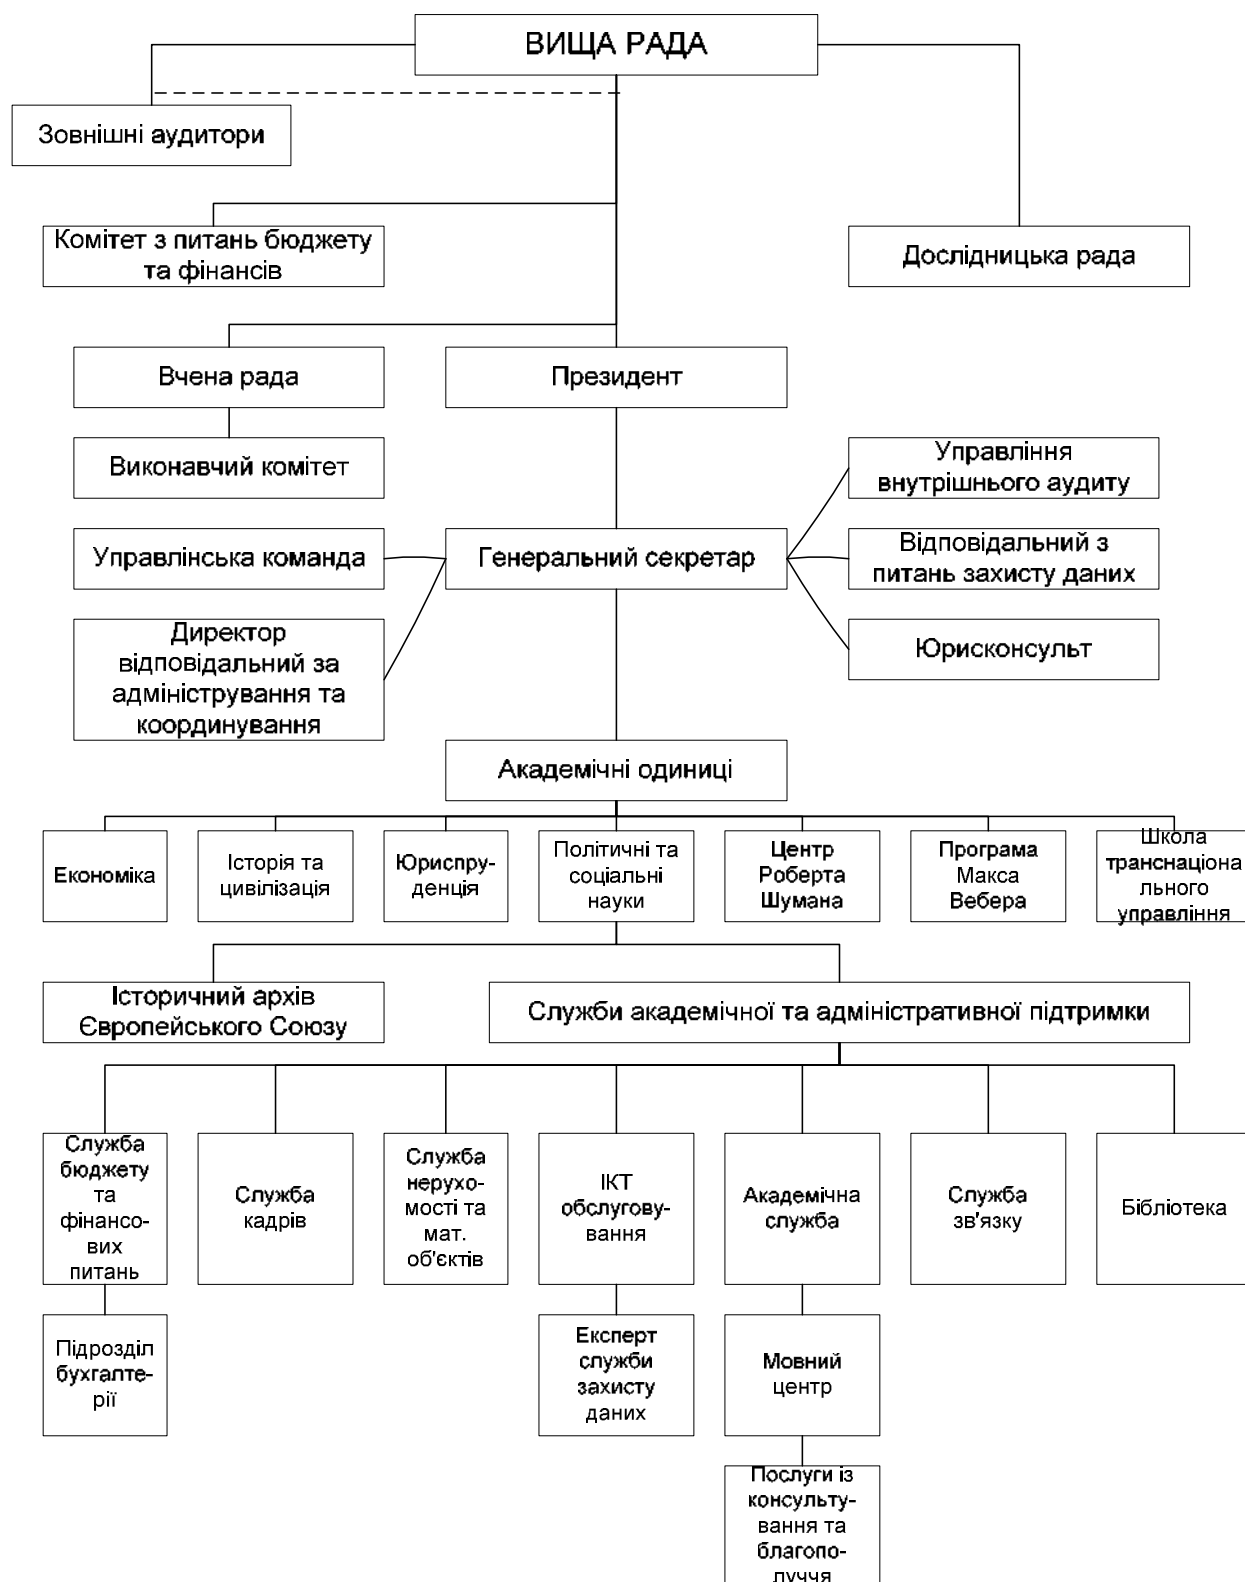 ВИЩА РАДА
Зовнішні аудитори
Комітет з питань бюджету
та фінансів
Дослідницька рада
Вчена рада
Президент
Виконавчий комітет
Управління
внутрішнього аудиту
Управлінська команда
Генеральний секретар
Відповідальний з
питань захисту даних
Директор
відповідальний за
адміністрування та
координування
Юрисконсульт
Академічні одиниці
Економіка
Історія та
цивілізація
Юриспру-
денція
Політичні та
соціальні
науки
Центр
Роберта
Шумана
Програма
Макса
Вебера
Школа
транснаціона
льного
управління
Історичний архів
Європейського Союзу
Служби академічної та адміністративної підтримки
Служба
бюджету
та
фінансо-
вих
питань
Служба
кадрів
Служба
нерухо-
мості та
мат.
об'єктів
ІКТ
обслугову-
вання
Академічна
служба
Служба
зв'язку
Бібліотека
Підрозділ
бухгалте-
рії
Експерт
служби
захисту
даних
Мовний
центр
Послуги із
консульту-
вання та
благопо-
луччя